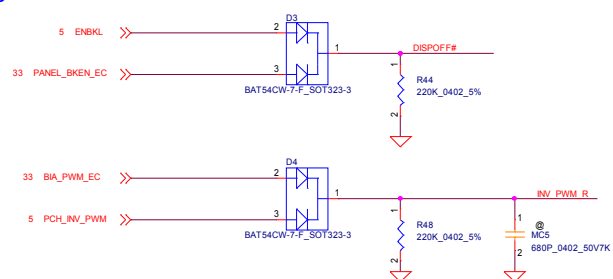 D3
5 ENBKL
2
1
DISPOFF#
33 PANEL_BKEN_EC
3
BAT54CW-7-F_SOT323-3
1
R44
220K_0402_5%
2
D4
33 BIA_PWM_EC
2
1
INV_PWM_R
5 PCH_INV_PWM
3
BAT54CW-7-F_SOT323-3
1
R48
220K_0402_5%
2
1
@
MC5
680P_0402_50V7K
2